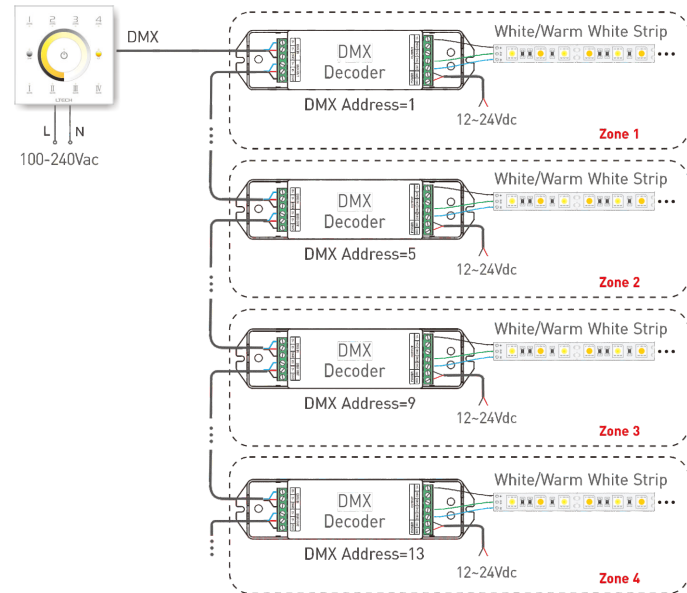 1 2 3 4
DMX
I II III IV
LTECH
L N
100-240Vac
DMX
Decoder
White/Warm White Strip
DMX Address=1
12~24Vdc
Zone 1
White/Warm White Strip
DMX
Decoder
DMX Address=5
12~24Vdc
Zone 2
White/Warm White Strip
DMX
Decoder
DMX Address=9
12~24Vdc
Zone 3
White/Warm White Strip
DMX
Decoder
DMX Address=13
12~24Vdc
Zone 4